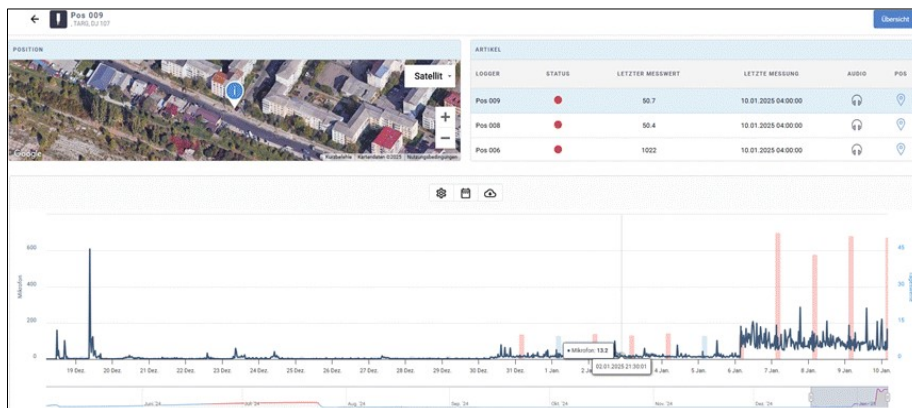 Pos 009
, TARG, DJ 107
Übersicht
POSITION
Satellit
+
−
Google
Kurzbefehle Kartendaten ©2025 Nutzungsbedingungen
ARTIKEL
LOGGER STATUS LETZTER MESSWERT LETZTE MESSUNG AUDIO POS
Pos 009 50.7 10.01.2025 04:00:00
Pos 008 50.4 10.01.2025 04:00:00
Pos 006 1022 10.01.2025 04:00:00
Mikrofon
600
400
200
0
45
30
15
0
Mikrofon: 13.2
02.01.2025 21:30:01
19 Dez. 20 Dez. 21 Dez. 22 Dez. 23 Dez. 24 Dez. 25 Dez. 26 Dez. 27 Dez. 28 Dez. 29 Dez. 30 Dez. 31 Dez. 1 Jan. 4 Jan. 5 Jan. 6 Jan. 7 Jan. 8 Jan. 9 Jan. 10 Jan.
Juni '24 Juli '24 Aug. '24 Sep. '24 Okt. '24 Nov. '24 Dez. '24